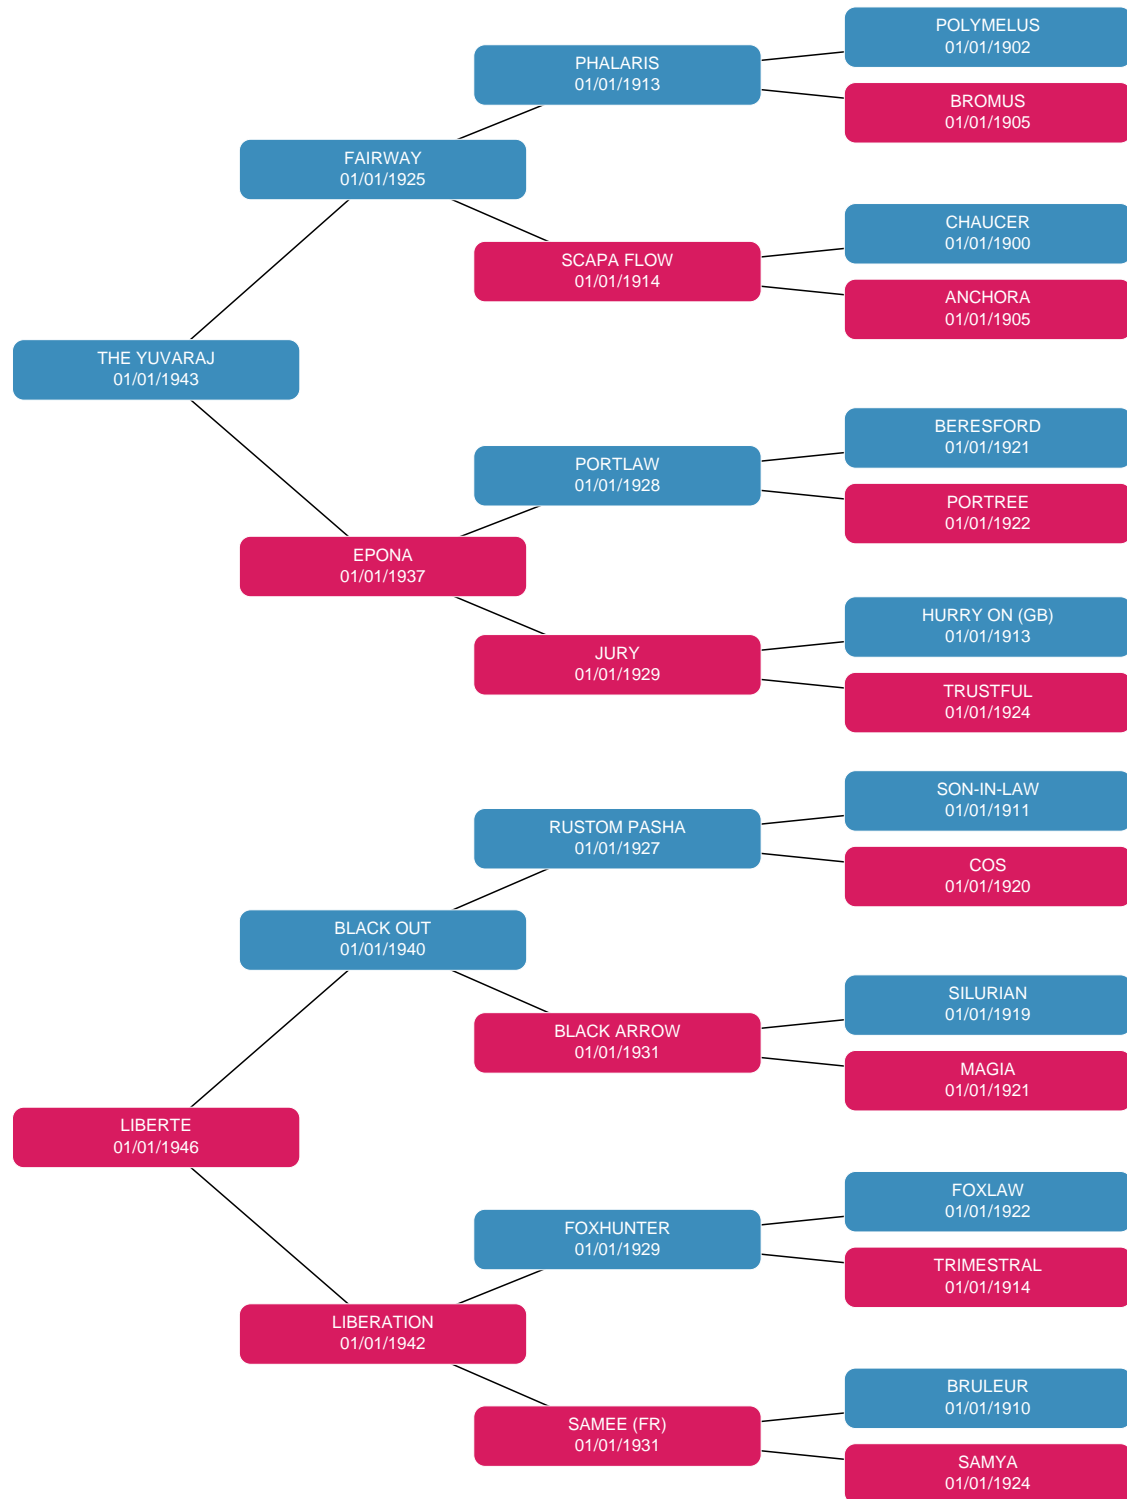 POLYMELUS
01/01/1902
PHALARIS
01/01/1913
BROMUS
01/01/1905
FAIRWAY
01/01/1925
CHAUCER
01/01/1900
SCAPA FLOW
01/01/1914
ANCHORA
01/01/1905
THE YUVARAJ
01/01/1943
BERESFORD
01/01/1921
PORTLAW
01/01/1928
PORTREE
01/01/1922
EPONA
01/01/1937
HURRY ON (GB)
01/01/1913
JURY
01/01/1929
TRUSTFUL
01/01/1924
SON-IN-LAW
01/01/1911
RUSTOM PASHA
01/01/1927
COS
01/01/1920
BLACK OUT
01/01/1940
SILURIAN
01/01/1919
BLACK ARROW
01/01/1931
MAGIA
01/01/1921
LIBERTE
01/01/1946
FOXLAW
01/01/1922
FOXHUNTER
01/01/1929
TRIMESTRAL
01/01/1914
LIBERATION
01/01/1942
BRULEUR
01/01/1910
SAMEE (FR)
01/01/1931
SAMYA
01/01/1924